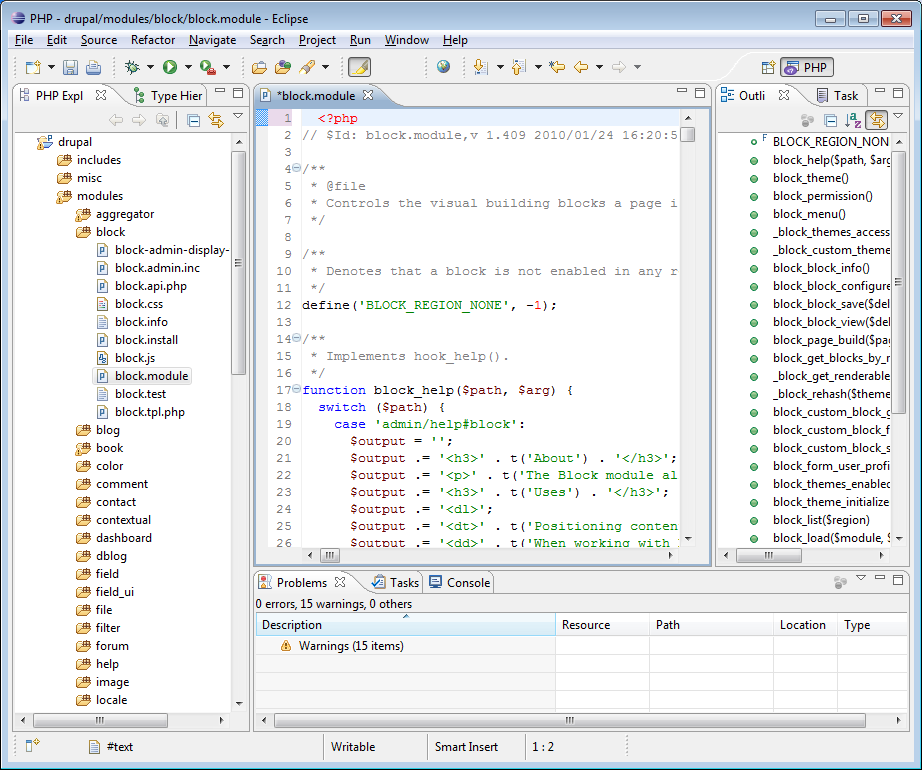 PHP - drupal/modules/block/block.module - Eclipse
File Edit Source Refactor Navigate Search Project Run Window Help
PHP
PHP Expl
Type Hier
drupal
includes
misc
modules
aggregator
block
block-admin-display-
block.admin.inc
block.api.php
block.css
block.info
block.install
block.js
block.module
block.test
block.tpl.php
blog
book
color
comment
contact
contextual
dashboard
dblog
field
field_ui
file
filter
forum
help
image
locale
*block.module
1 <?php
2 // $Id: block.module,v 1.409 2010/01/24 16:20:5
3
4 /**
5 * @file
6 * Controls the visual building blocks a page i
7 */
8
9 /**
10 * Denotes that a block is not enabled in any r
11 */
12 define('BLOCK_REGION_NONE', -1);
13
14 /**
15 * Implements hook_help().
16 */
17 function block_help($path, $arg) {
18 switch ($path) {
19 case 'admin/help#block':
20 $output = '';
21 $output .= '<h3>' . t('About') . '</h3>';
22 $output .= '<p>' . t('The Block module al
23 $output .= '<h3>' . t('Uses') . '</h3>';
24 $output .= '<dl>';
25 $output .= '<dt>' . t('Positioning conten
26 $output .= '<dd>' . t('When working with
Outli
Task
F BLOCK_REGION_NON
block_help($path, $arg
block_theme()
block_permission()
block_menu()
_block_themes_access
_block_custom_theme
block_block_info()
block_block_configure
block_block_save($del
block_block_view($del
block_page_build($pag
block_get_blocks_by_r
_block_get_renderable
_block_rehash($theme
block_custom_block_g
block_custom_block_f
block_custom_block_s
block_form_user_profi
block_themes_enabled
block_theme_initialize
block_list($region)
block_load($module, $
Problems
Tasks
Console
0 errors, 15 warnings, 0 others
Description Resource Path Location Type
Warnings (15 items)
#text Writable Smart Insert 1 : 2